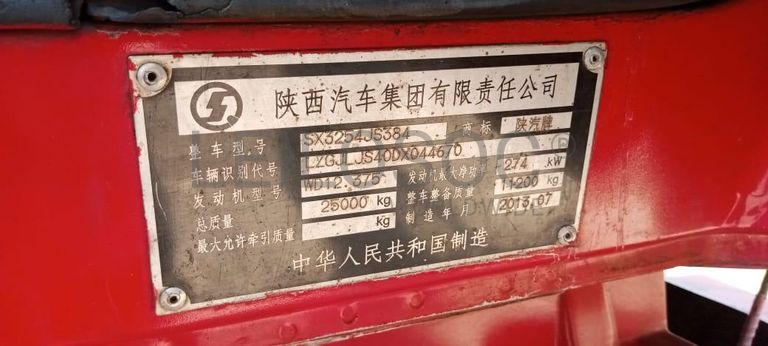 陕西汽车集团有限责任公司
整车型号 SX3254JS384 商标 陕汽牌
车辆识别代号 LZGJLJS40DX044670
发动机型号 WD12.375 发动机最大净功率 274 kW
总质量 25000 kg 整车整备质量 11200 kg
最大允许牵引质量 kg 制造年月 2013.07
中华人民共和国制造